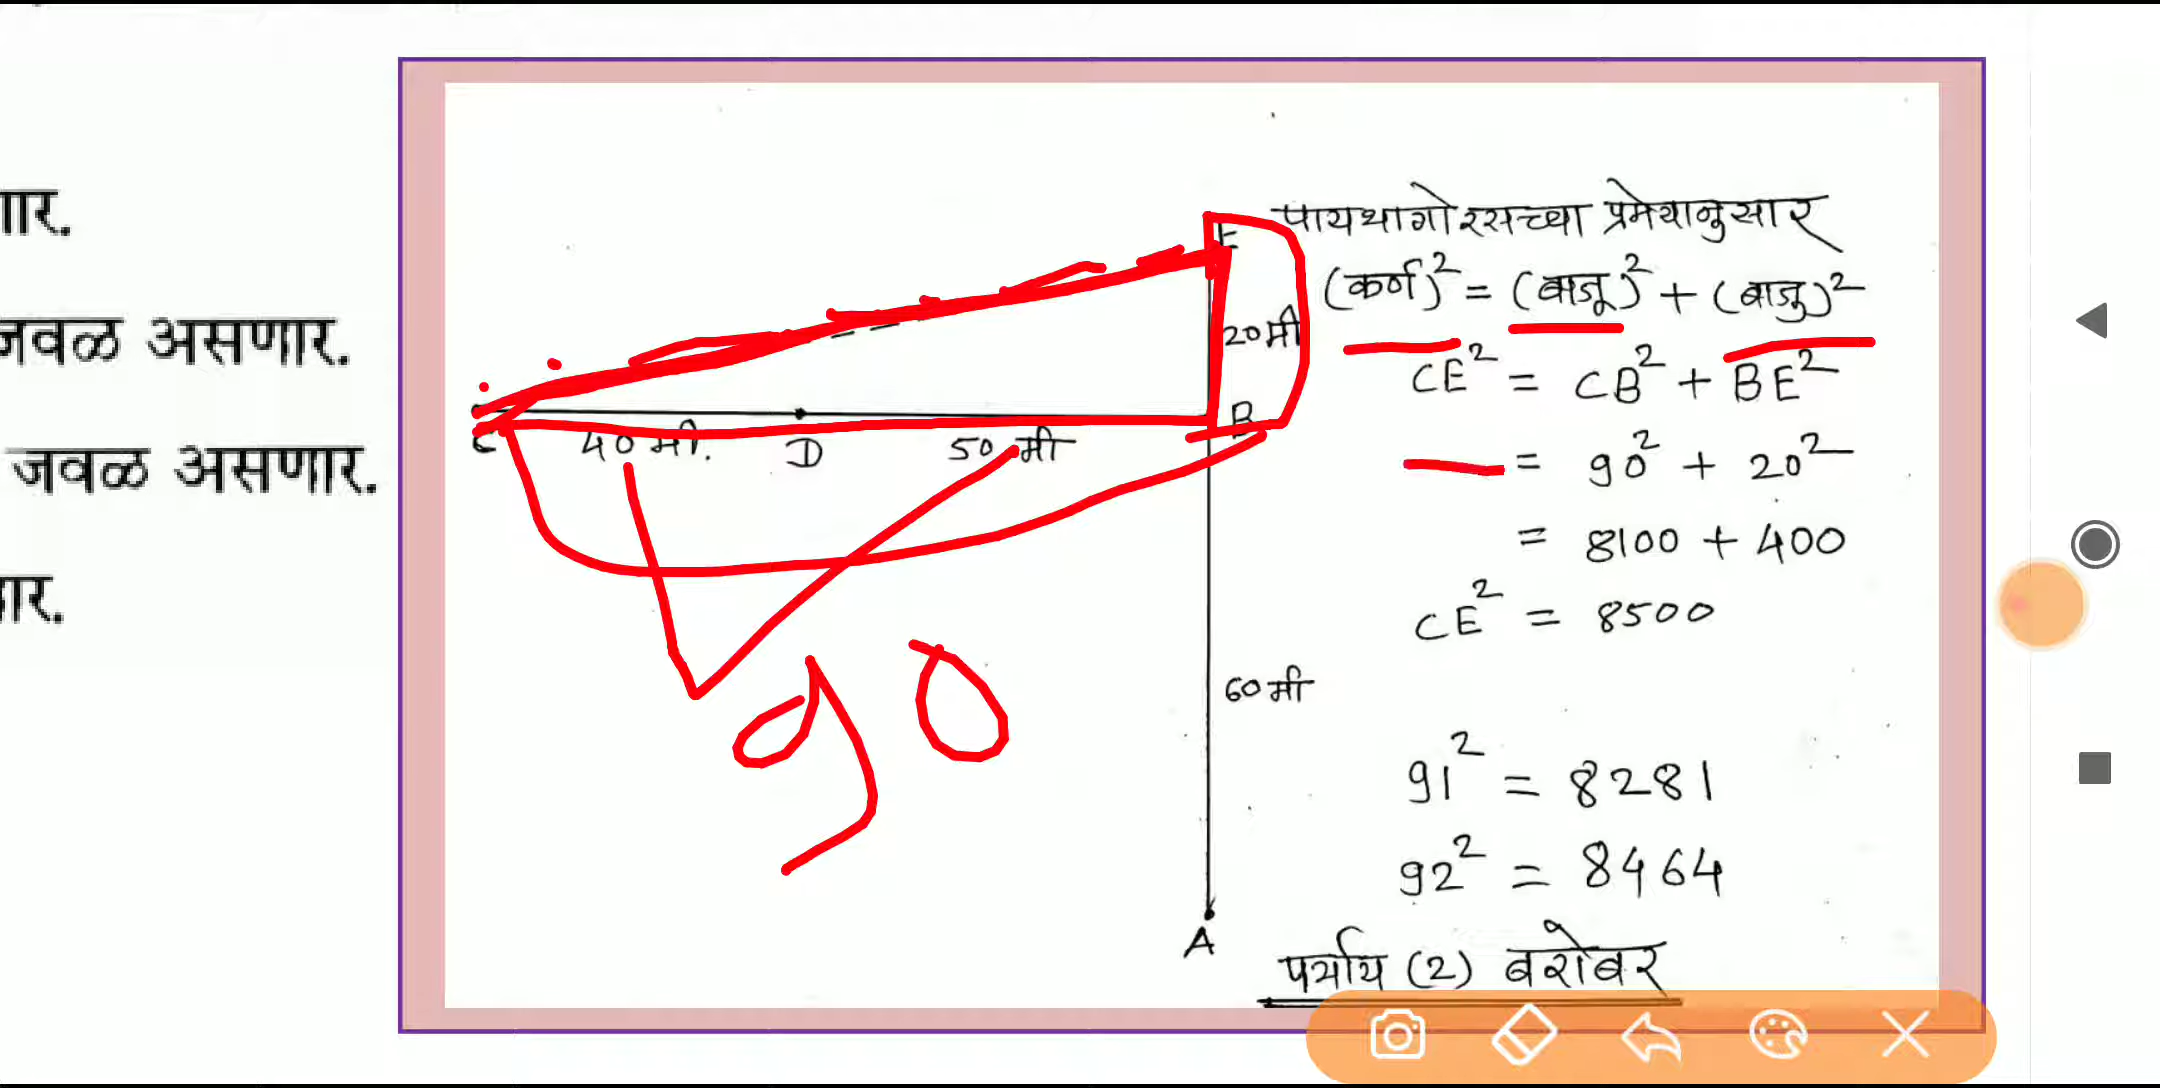 जवळ असणार.
जवळ असणार.
पायथागोरसच्या प्रमेयानुसार
(कर्ण)² = (बाजू)² + (बाजु)²
CE² = CB² + BE²
= 90² + 20²
= 8100 + 400
CE² = 8500
91² = 8281
92² = 8464
पर्याय (2) बरोबर
E
20मी
B
C
40 मी.
D
50 मी
60 मी
A
90